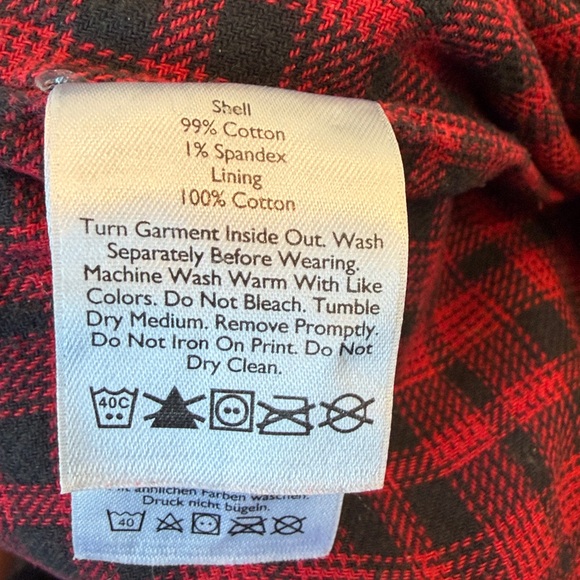 Shell
99% Cotton
1% Spandex
Lining
100% Cotton
Turn Garment Inside Out. Wash
Separately Before Wearing.
Machine Wash Warm With Like
Colors. Do Not Bleach. Tumble
Dry Medium. Remove Promptly.
Do Not Iron On Print. Do Not
Dry Clean.
40C
ähnlichen Farben waschen.
Druck nicht bügeln.
40